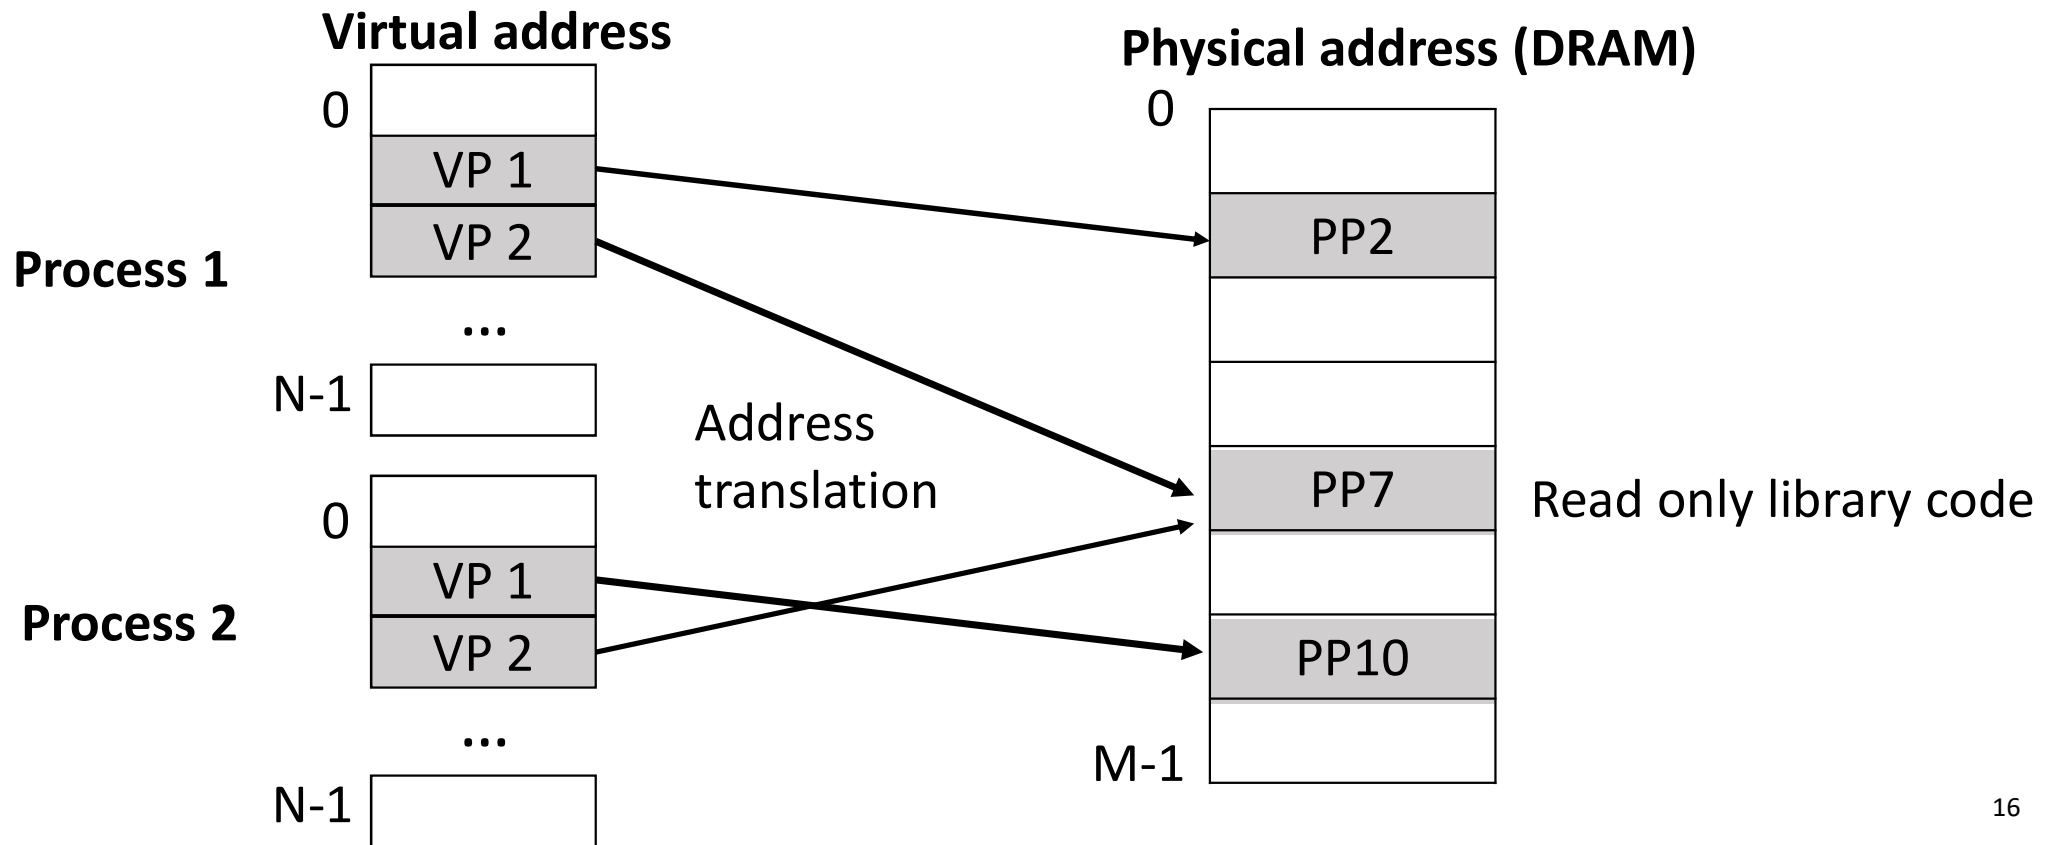 Virtual address
Physical address (DRAM)
0
0
VP 1
VP 2
PP2
Process 1
...
N-1
Address
translation
PP7
Read only library code
0
VP 1
Process 2
VP 2
PP10
...
M-1
N-1
16